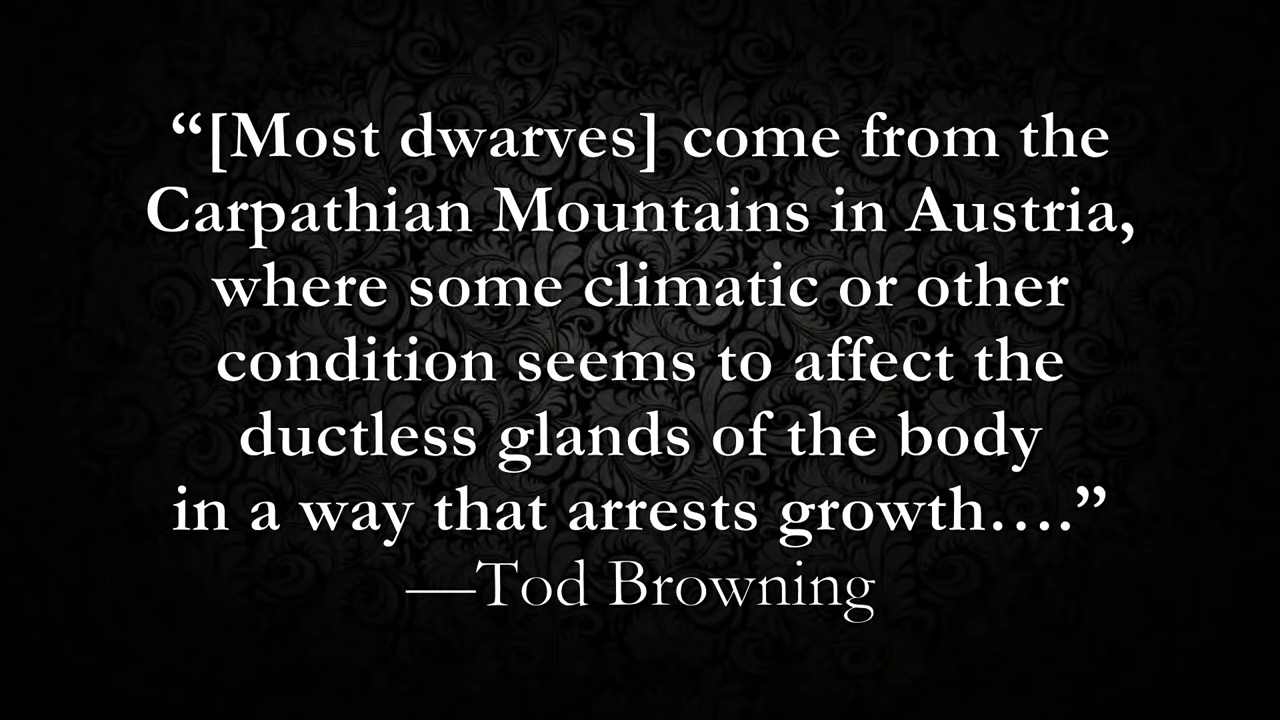 “[Most dwarves] come from the
Carpathian Mountains in Austria,
where some climatic or other
condition seems to affect the
ductless glands of the body
in a way that arrests growth….”
—Tod Browning